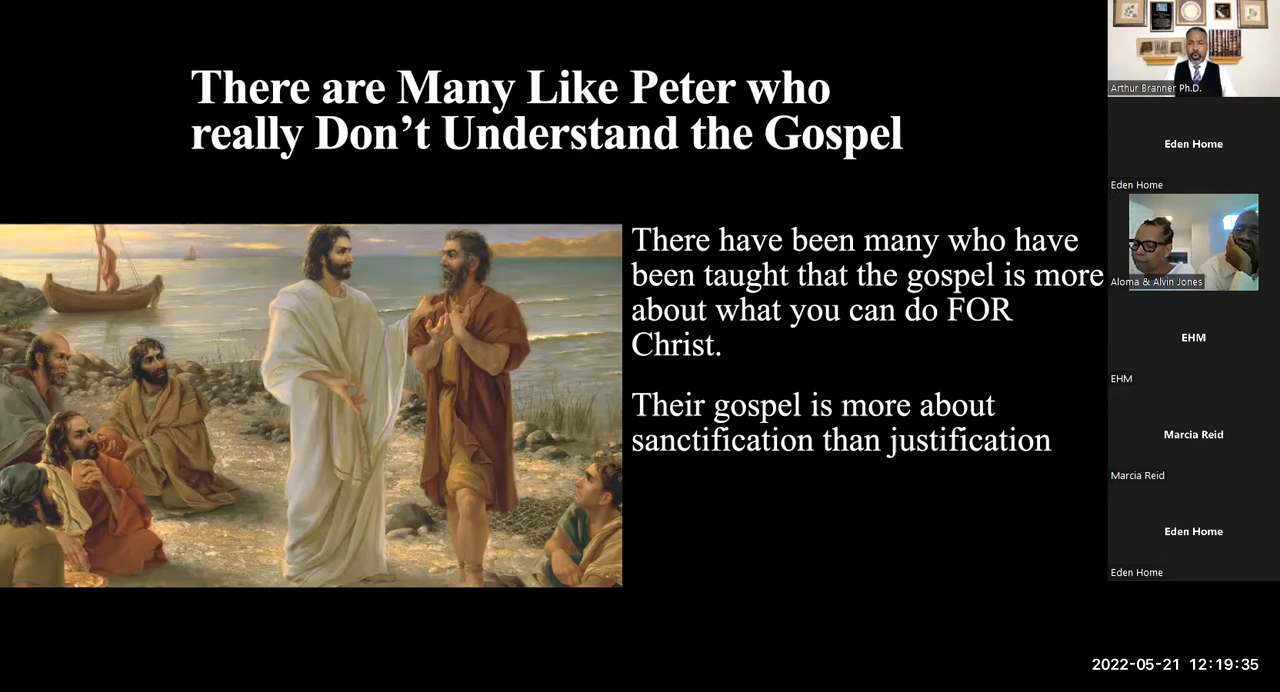 There are Many Like Peter who
really Don’t Understand the Gospel
There have been many who have
been taught that the gospel is more
about what you can do FOR
Christ.
Their gospel is more about
sanctification than justification
Arthur Branner Ph.D.
Eden Home
Eden Home
Aloma & Alvin Jones
EHM
EHM
Marcia Reid
Marcia Reid
Eden Home
Eden Home
2022-05-21 12:19:35